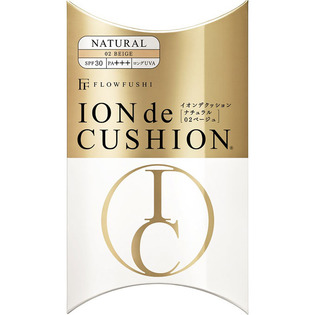 NATURAL
02 BEIGE
SPF30 PA+++ ロングUVA
FF FLOWFUSHI
ION de
CUSHION®
イオンデクッション
ナチュラル
02ベージュ
I
C